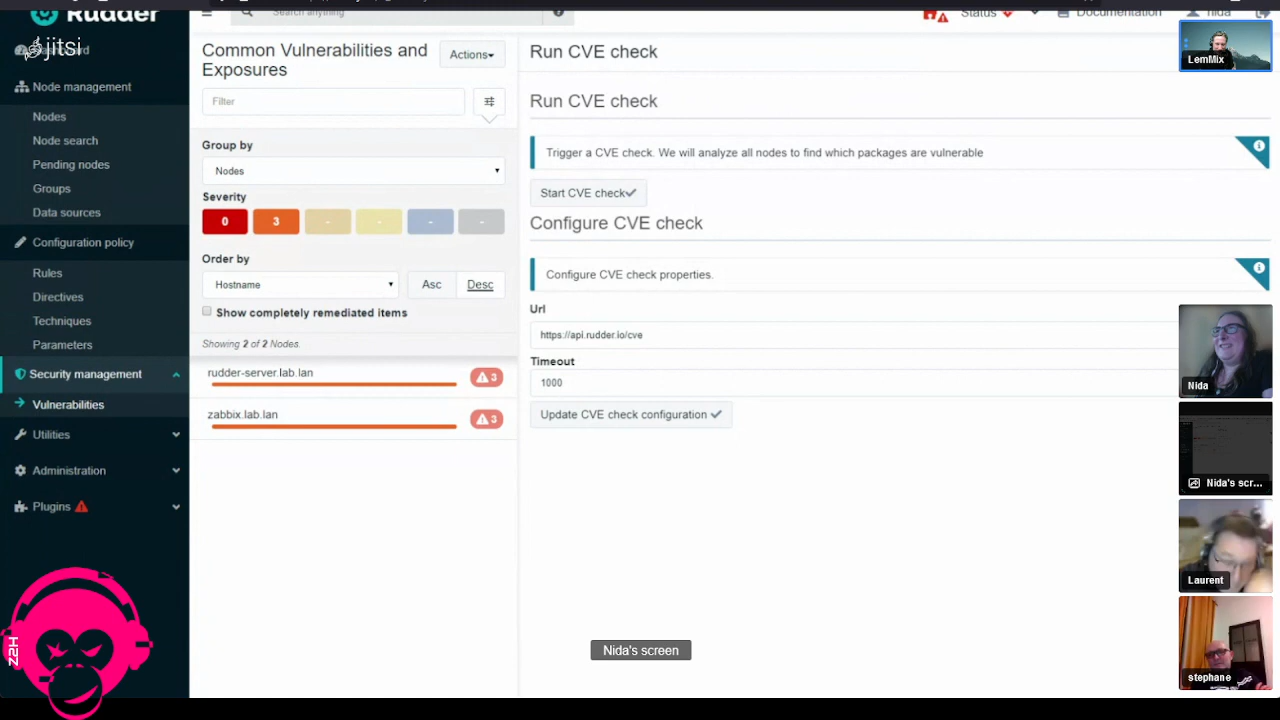 Rudder
Search anything
Status
Documentation
nida
jitsi
Node management
Nodes
Node search
Pending nodes
Groups
Data sources
Configuration policy
Rules
Directives
Techniques
Parameters
Security management
Vulnerabilities
Utilities
Administration
Plugins
Z2H
Common Vulnerabilities and
Exposures
Actions
Filter
Group by
Nodes
Severity
0 3 - - - -
Order by
Hostname Asc Desc
Show completely remediated items
Showing 2 of 2 Nodes.
rudder-server.lab.lan 3
zabbix.lab.lan 3
Run CVE check
Run CVE check
Trigger a CVE check. We will analyze all nodes to find which packages are vulnerable
Start CVE check
Configure CVE check
Configure CVE check properties.
Url
https://api.rudder.io/cve
Timeout
1000
Update CVE check configuration
Nida's screen
LemMix
Nida
Nida's scr...
Laurent
stephane